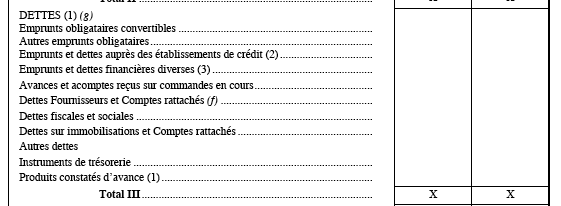 DETTES (1) (g)
Emprunts obligataires convertibles
Autres emprunts obligataires
Emprunts et dettes auprès des établissements de crédit (2)
Emprunts et dettes financières diverses (3)
Avances et acomptes reçus sur commandes en cours
Dettes Fournisseurs et Comptes rattachés (f)
Dettes fiscales et sociales
Dettes sur immobilisations et Comptes rattachés
Autres dettes
Instruments de trésorerie
Produits constatés d'avance (1)
Total III X X